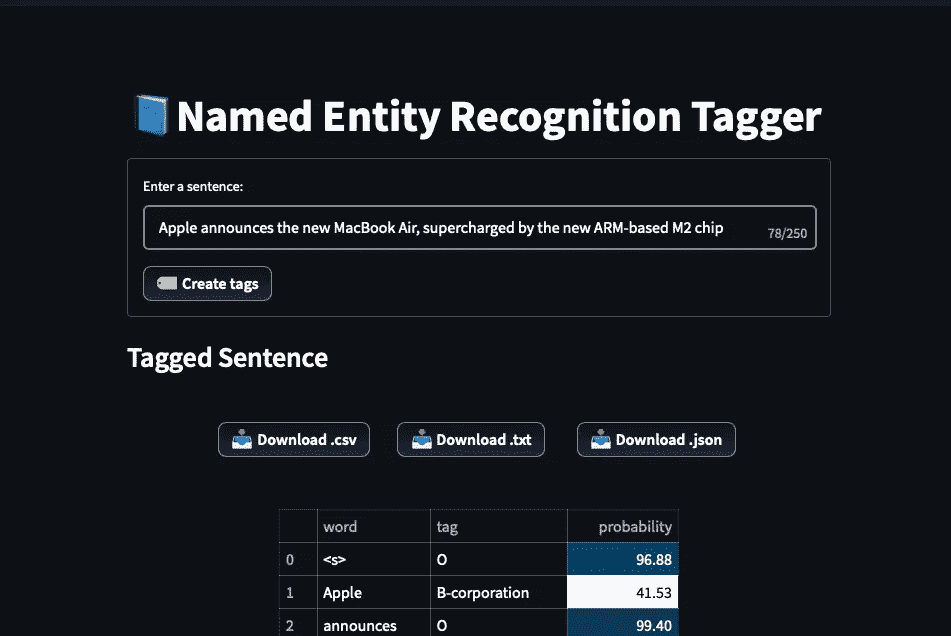 Named Entity Recognition Tagger
Enter a sentence:
Apple announces the new MacBook Air, supercharged by the new ARM-based M2 chip 78/250
Create tags
Tagged Sentence
Download .csv Download .txt Download .json
word tag probability
0 <s> O 96.88
1 Apple B-corporation 41.53
2 announces O 99.40